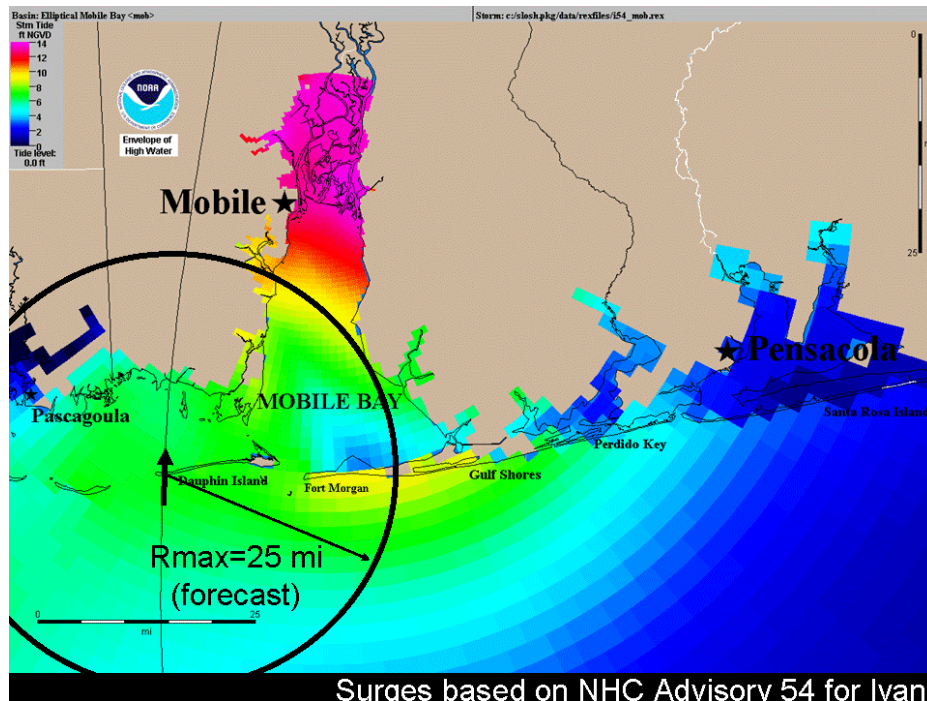 Basin: Elliptical Mobile Bay <mob>
Storm: c:/slosh.pkg/data/rexfiles/i54_mob.rex
Stm Tide
ft NGVD
14
12
10
8
6
4
2
0
Tide level:
0.0 ft
NOAA
Envelope of
High Water
0
25
Mobile
Pensacola
MOBILE BAY
Pascagoula
Santa Rosa Island
Perdido Key
Gulf Shores
Dauphin Island
Fort Morgan
Rmax=25 mi
(forecast)
0
25
mi
Surges based on NHC Advisory 54 for Ivan